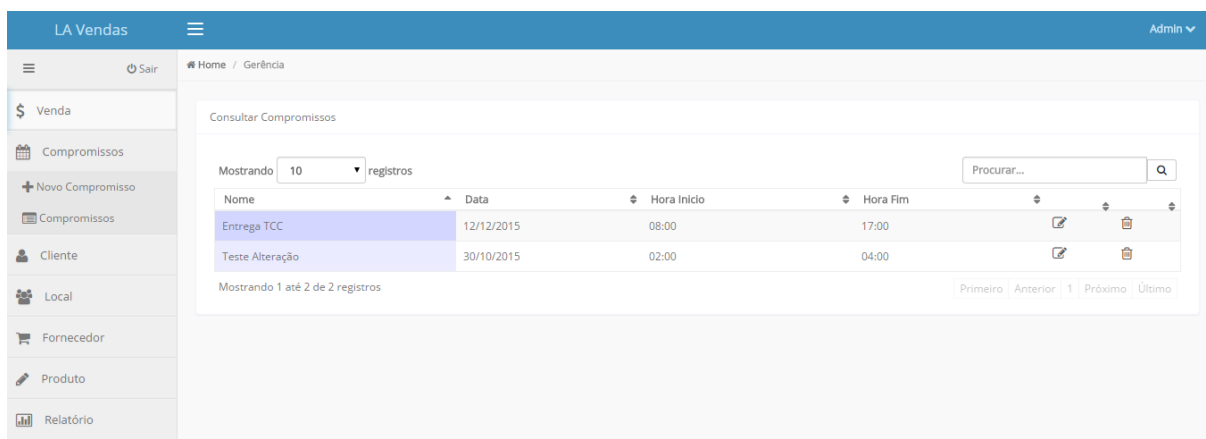 LA Vendas
Admin
Sair
Home / Gerência
Venda
Compromissos
Novo Compromisso
Compromissos
Cliente
Local
Fornecedor
Produto
Relatório
Consultar Compromissos
Mostrando 10 registros
Procurar...
Nome Data Hora Inicio Hora Fim
Entrega TCC 12/12/2015 08:00 17:00
Teste Alteração 30/10/2015 02:00 04:00
Mostrando 1 até 2 de 2 registros
Primeiro Anterior 1 Próximo Último